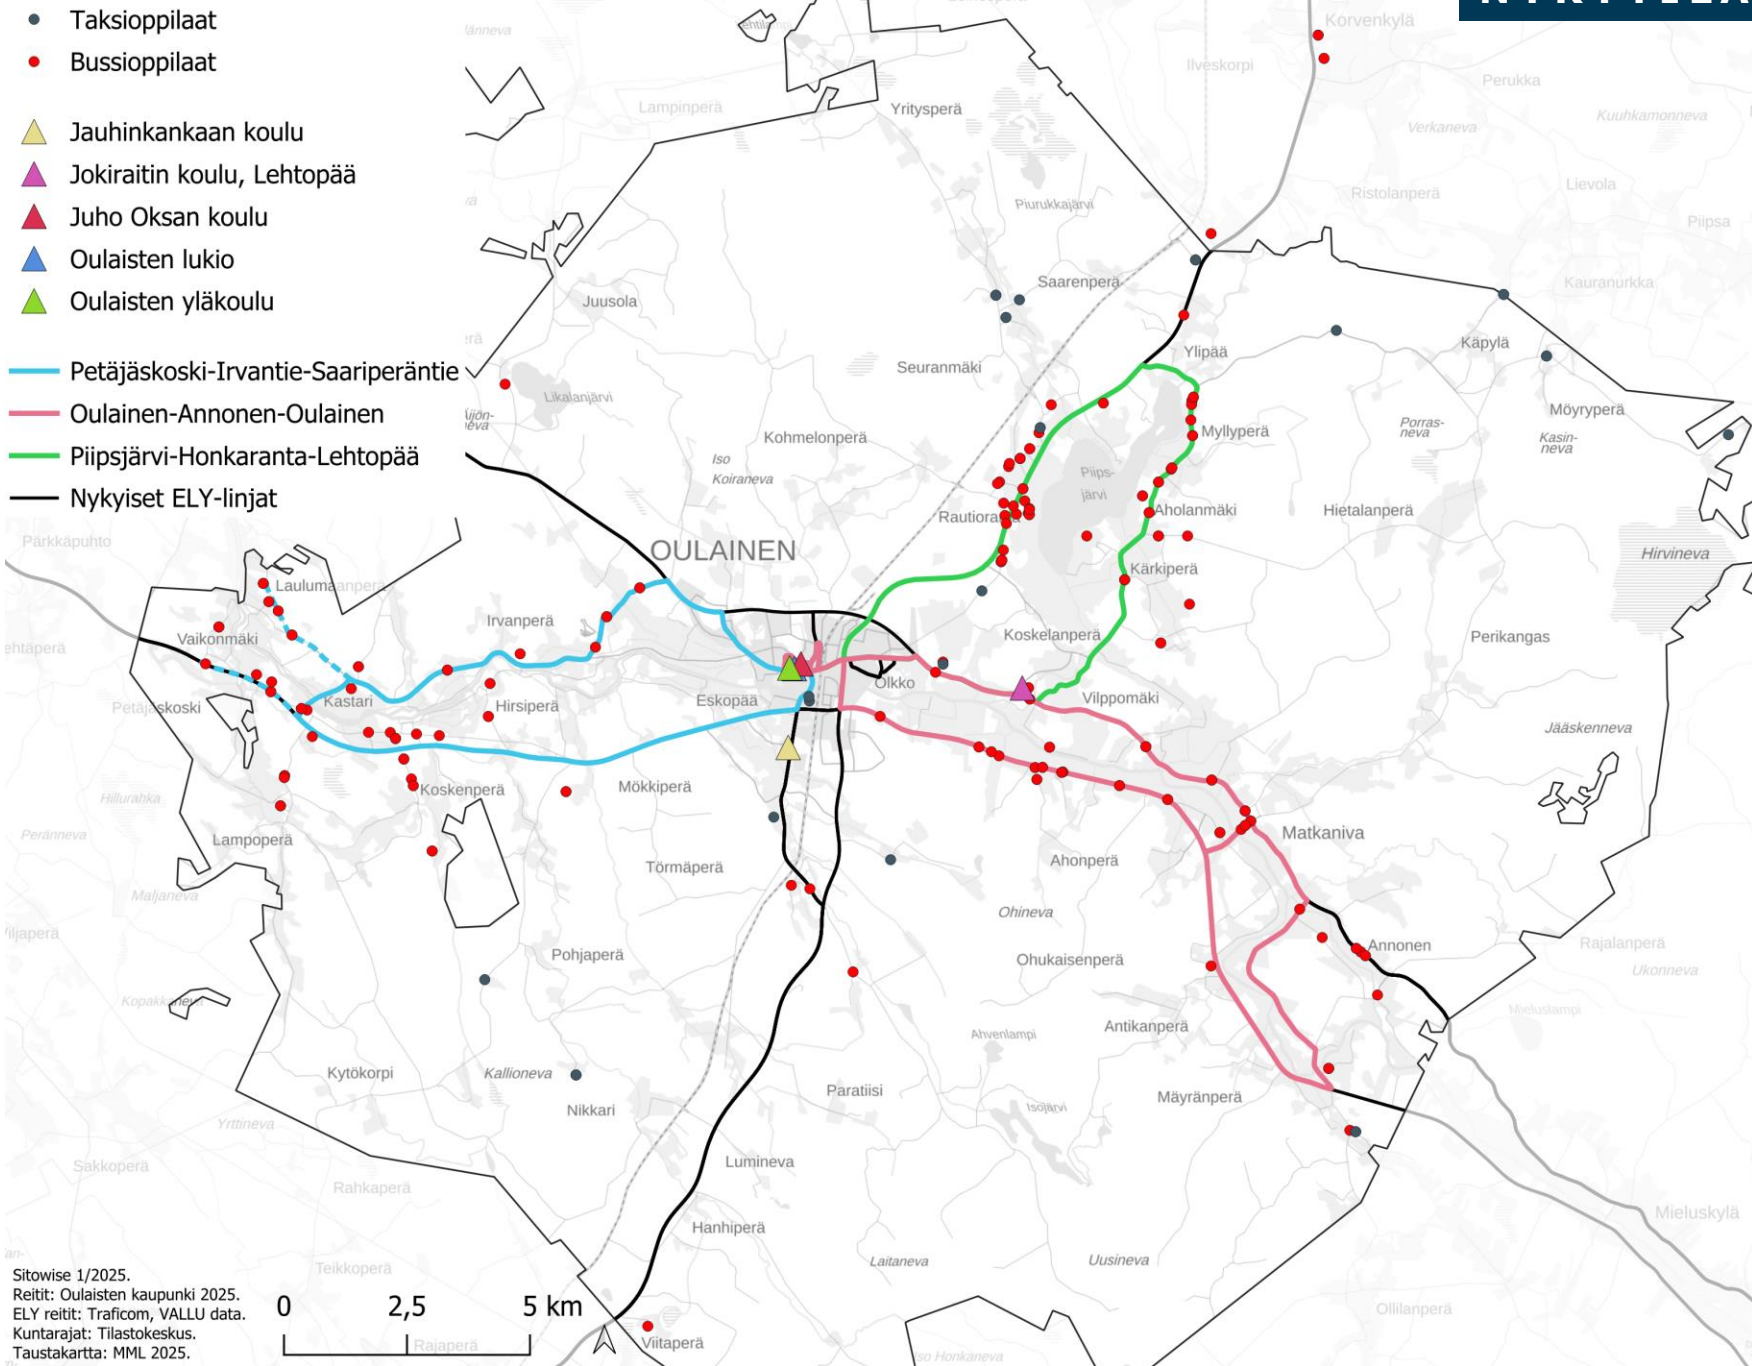 Taksioppilaat
Bussioppilaat
Jauhinkankaan koulu
Jokiraitin koulu, Lehtopää
Juho Oksan koulu
Oulaisten lukio
Oulaisten yläkoulu
Petäjäskoski-Irvantie-Saariperäntie
Oulainen-Annonen-Oulainen
Piipsjärvi-Honkaranta-Lehtopää
Nykyiset ELY-linjat
Korvenkylä
Ilveskorpi
Perukka
Lampinperä
Yritysperä
Kuuhkamonneva
Verkaneva
Ristolanperä
Lievola
Piipsa
Piurukkajärvi
Saarenperä
Kauranurkka
Juusola
Ylipää
Käpylä
Seuranmäki
Likalanjärvi
Möyryperä
Porras-
neva
Kasin-
neva
Kohmelonperä
Myllyperä
Iso
Koiraneva
Piips-
järvi
Aholanmäki
Hietalanperä
Pärkkäpuhto
OULAINEN
Hirvineva
Kärkiperä
Laulumaanperä
Irvanperä
Vaikonmäki
Koskelanperä
Perikangas
Petäjäskoski
Kastari
Hirsiperä
Eskopää
Olkko
Vilppomäki
Jääskenneva
Hillurahka
Koskenperä
Mökkiperä
Peränneva
Lampoperä
Matkaniva
Törmäperä
Ahonperä
Maljaneva
Ohineva
Pohjaperä
Ohukaisenperä
Annonen
Rajalanperä
Ukonneva
Mieluslampi
Antikanperä
Ahvenlampi
Kytökorpi
Kallioneva
Nikkari
Paratiisi
Isojärvi
Mäyränperä
Yrttineva
Sakkoperä
Lumineva
Rahkaperä
Mieluskylä
Hanhiperä
Laitaneva
Uusineva
Teikkoperä
Ollilanperä
Sitowise 1/2025.
Reitit: Oulaisten kaupunki 2025.
ELY reitit: Traficom, VALLU data.
Kuntarajat: Tilastokeskus.
Taustakartta: MML 2025.
0 2,5 5 km
Rajaperä
Viitaperä
Iso Honkaneva